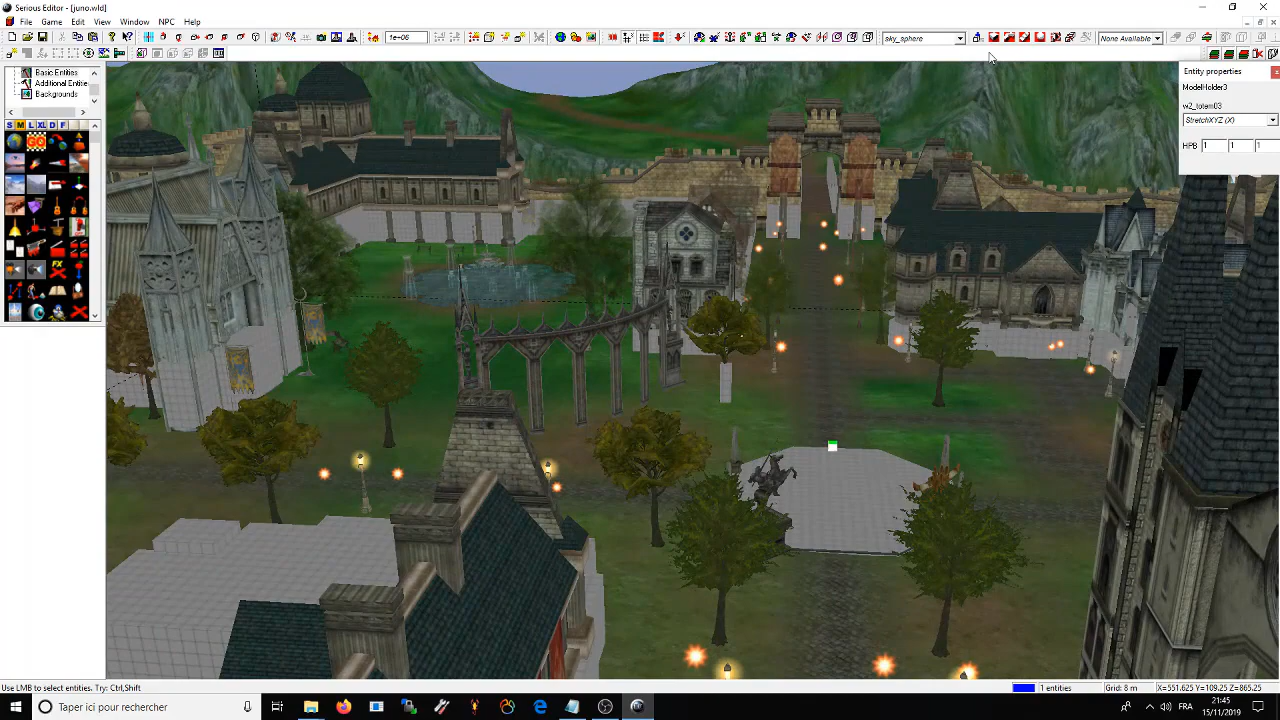 Serious Editor - [juno.wld]
File Game Edit View Window NPC Help
1e+06
sky_sphere
None Available
Basic Entities
Additional Entitie
Backgrounds
S M L XL D F
GO
FX
Entity properties
ModelHolder3
w2_totem03
StretchXYZ (X)
HPB 1 1 1
Use LMB to select entities. Try: Ctrl,Shift
1 entities
Grid: 8 m
X=551.625 Y=109.25 Z=865.25
Taper ici pour rechercher
FR
21:45
15/11/2019